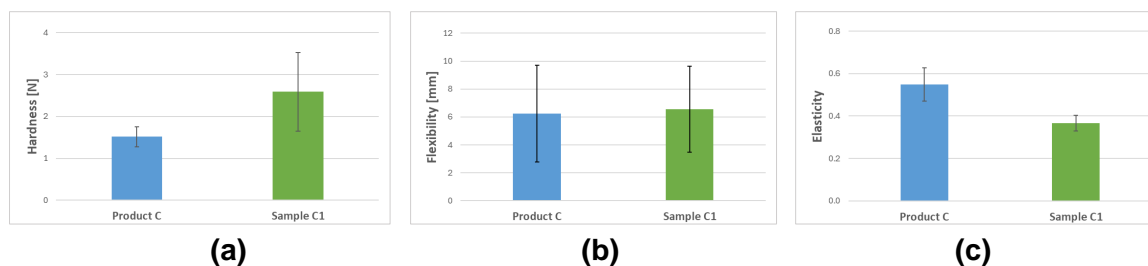 Hardness [N]
4
3
2
1
0
Product C
Sample C1
(a)
Flexibility [mm]
12
10
8
6
4
2
0
Product C
Sample C1
(b)
Elasticity
0.8
0.6
0.4
0.2
0.0
Product C
Sample C1
(c)